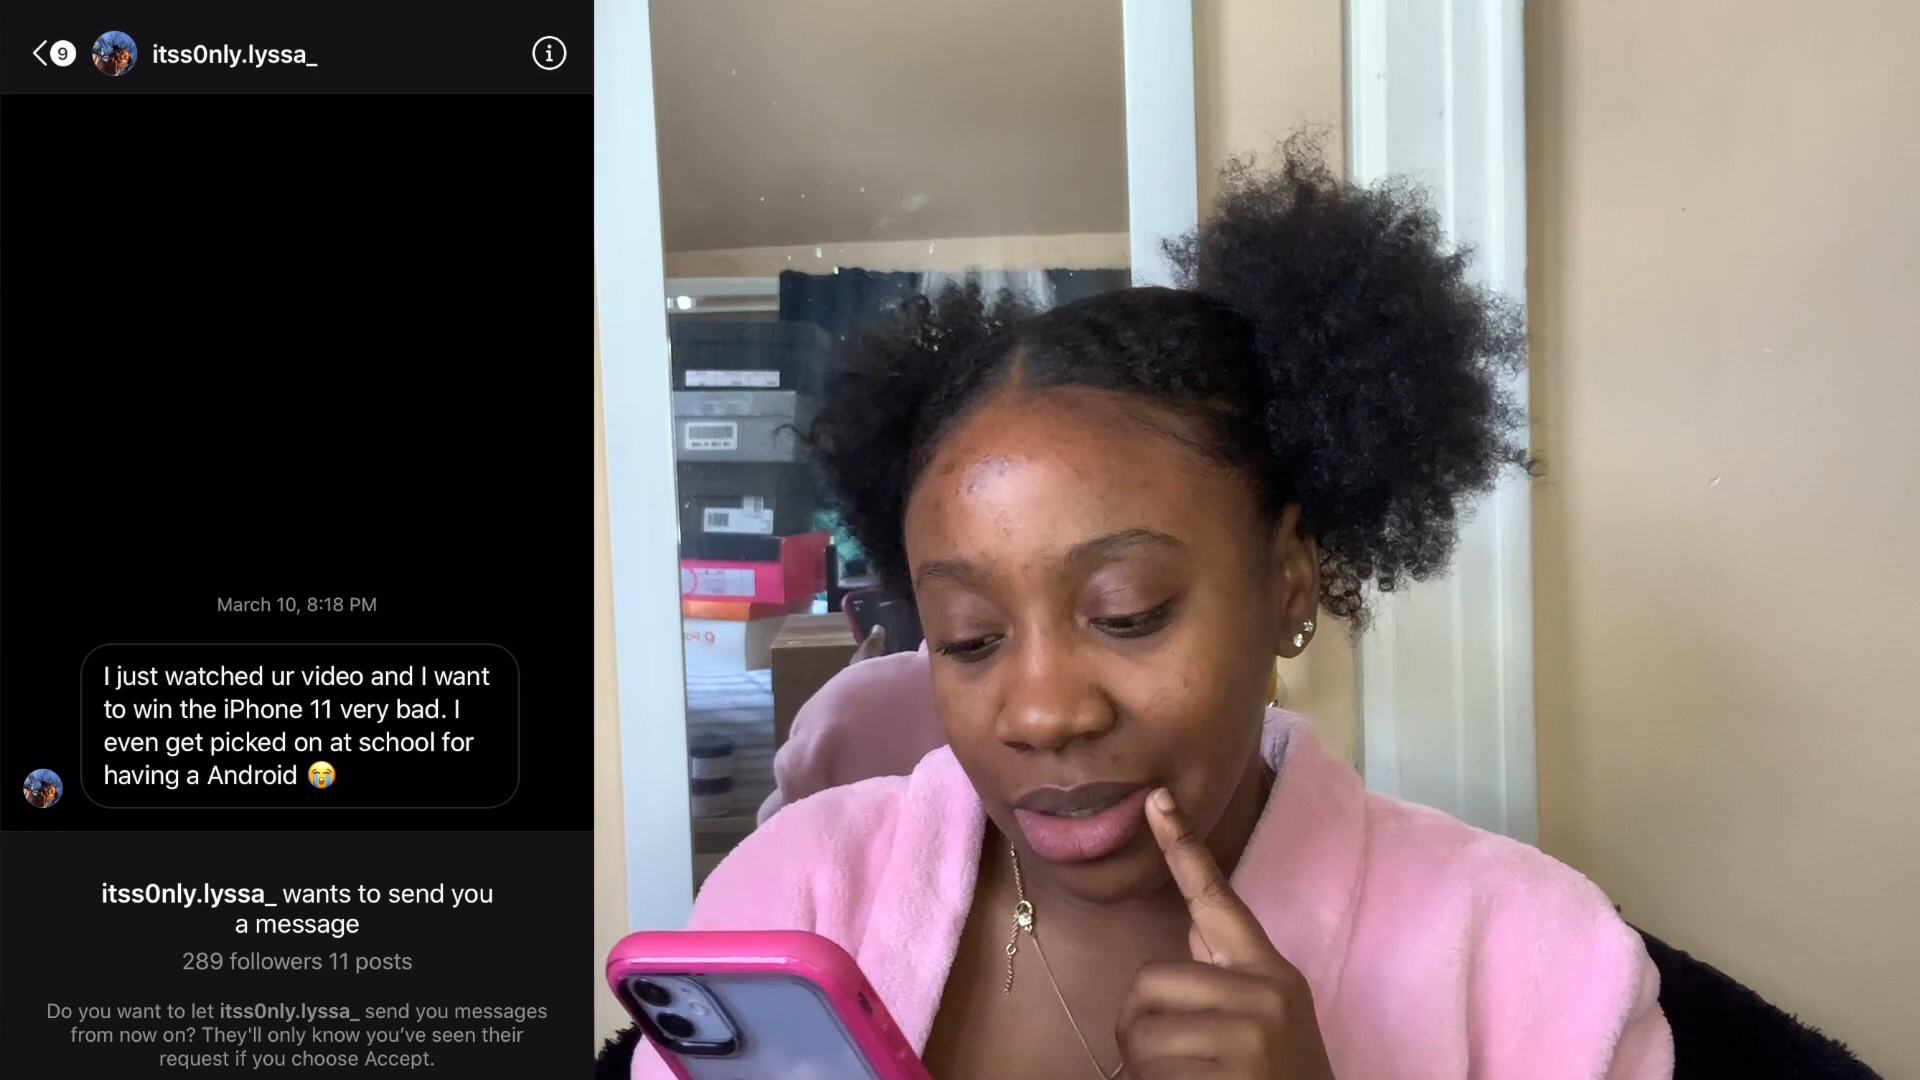 9
itss0nly.lyssa_
March 10, 8:18 PM
I just watched ur video and I want
to win the iPhone 11 very bad. I
even get picked on at school for
having a Android 😭
itss0nly.lyssa_ wants to send you
a message
289 followers 11 posts
Do you want to let itss0nly.lyssa_ send you messages
from now on? They'll only know you’ve seen their
request if you choose Accept.